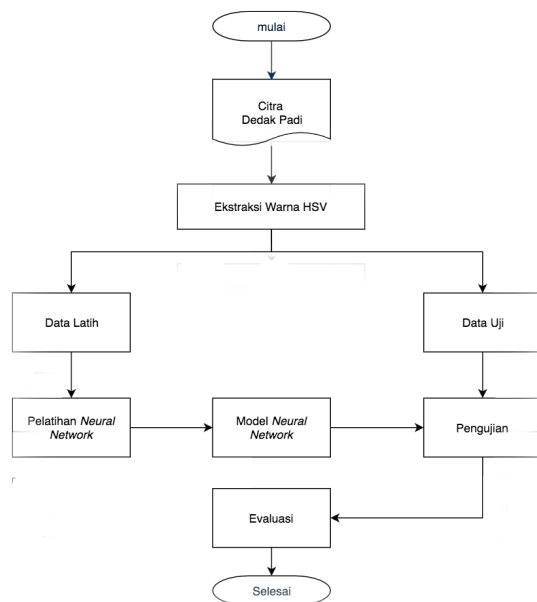 mulai
Citra
Dedak Padi
Ekstraksi Warna HSV
Data Latih
Data Uji
Pelatihan Neural
Network
Model Neural
Network
Pengujian
Evaluasi
Selesai